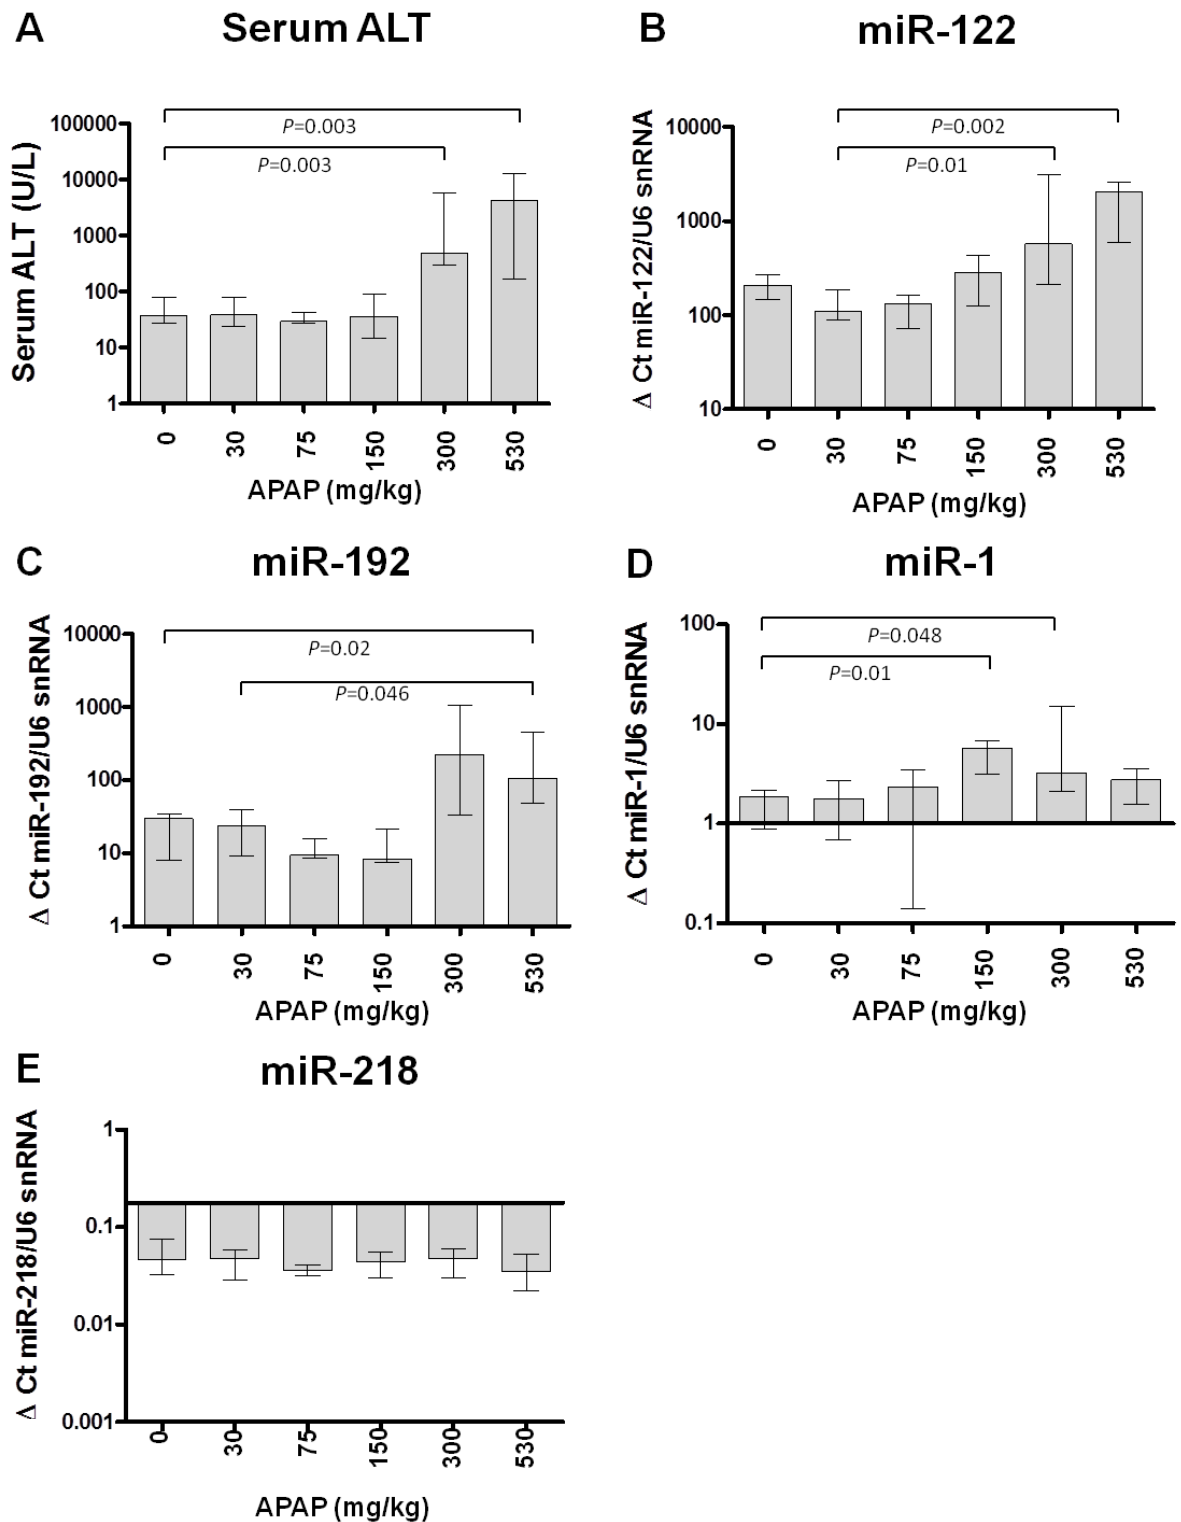 A Serum ALT
Serum ALT (U/L)
100000
10000
1000
100
10
1
P=0.003
P=0.003
0 30 75 150 300 530
APAP (mg/kg)
B miR-122
Δ Ct miR-122/U6 snRNA
10000
1000
100
10
P=0.002
P=0.01
0 30 75 150 300 530
APAP (mg/kg)
C miR-192
Δ Ct miR-192/U6 snRNA
10000
1000
100
10
1
P=0.02
P=0.046
0 30 75 150 300 530
APAP (mg/kg)
D miR-1
Δ Ct miR-1/U6 snRNA
100
10
1
0.1
P=0.048
P=0.01
0 30 75 150 300 530
APAP (mg/kg)
E miR-218
Δ Ct miR-218/U6 snRNA
1
0.1
0.01
0.001
0 30 75 150 300 530
APAP (mg/kg)